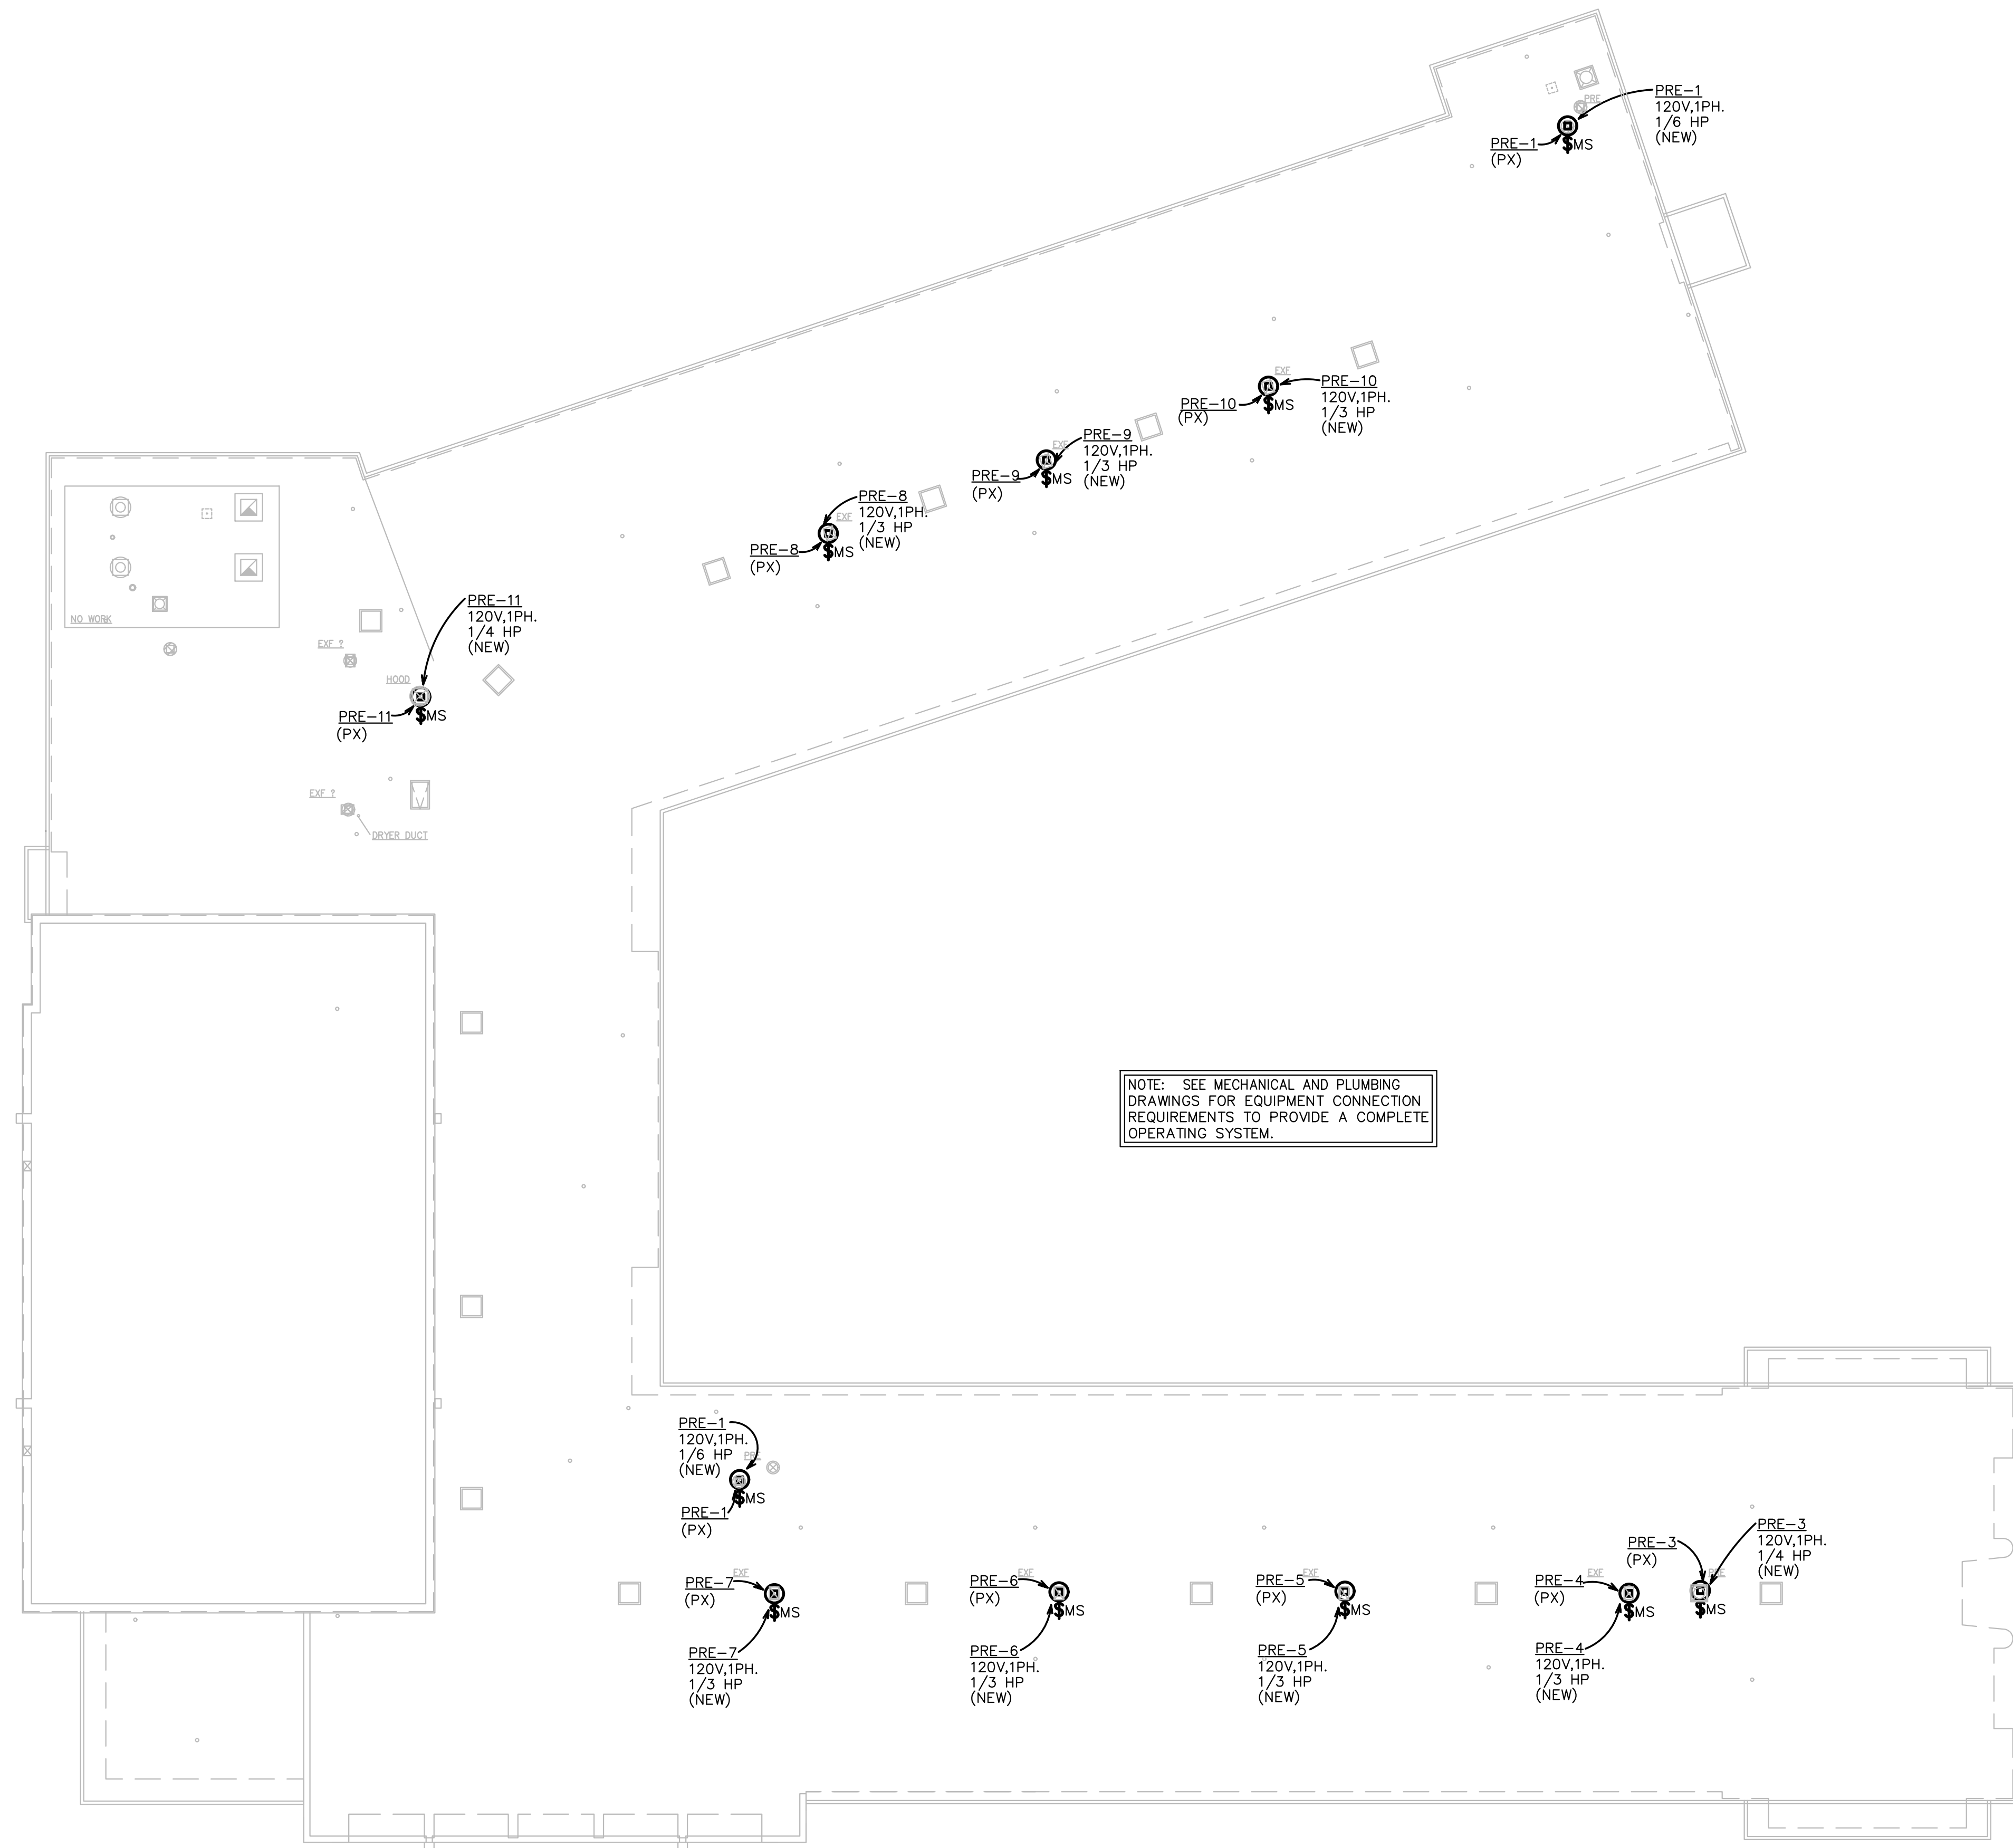 PRE
PRE-1
120V,1PH.
1/6 HP
(NEW)
PRE-1
(PX)
$MS
EXF
PRE-10
120V,1PH.
1/3 HP
(NEW)
PRE-10
(PX)
$MS
EXF
PRE-9
120V,1PH.
1/3 HP
(NEW)
PRE-9
(PX)
$MS
EXF
PRE-8
120V,1PH.
1/3 HP
(NEW)
PRE-8
(PX)
$MS
NO WORK
PRE-11
120V,1PH.
1/4 HP
(NEW)
EXF ?
HOOD
PRE-11
(PX)
$MS
EXF ?
DRYER DUCT
NOTE: SEE MECHANICAL AND PLUMBING
DRAWINGS FOR EQUIPMENT CONNECTION
REQUIREMENTS TO PROVIDE A COMPLETE
OPERATING SYSTEM.
PRE-1
120V,1PH.
1/6 HP
(NEW)
PRE
$MS
PRE-1
(PX)
EXF
PRE-7
(PX)
$MS
PRE-7
120V,1PH.
1/3 HP
(NEW)
EXF
PRE-6
(PX)
$MS
PRE-6
120V,1PH.
1/3 HP
(NEW)
EXF
PRE-5
(PX)
$MS
PRE-5
120V,1PH.
1/3 HP
(NEW)
EXF
PRE-4
(PX)
$MS
PRE-4
120V,1PH.
1/3 HP
(NEW)
PRE-3
(PX)
PRE-3
120V,1PH.
1/4 HP
(NEW)
PRE
$MS